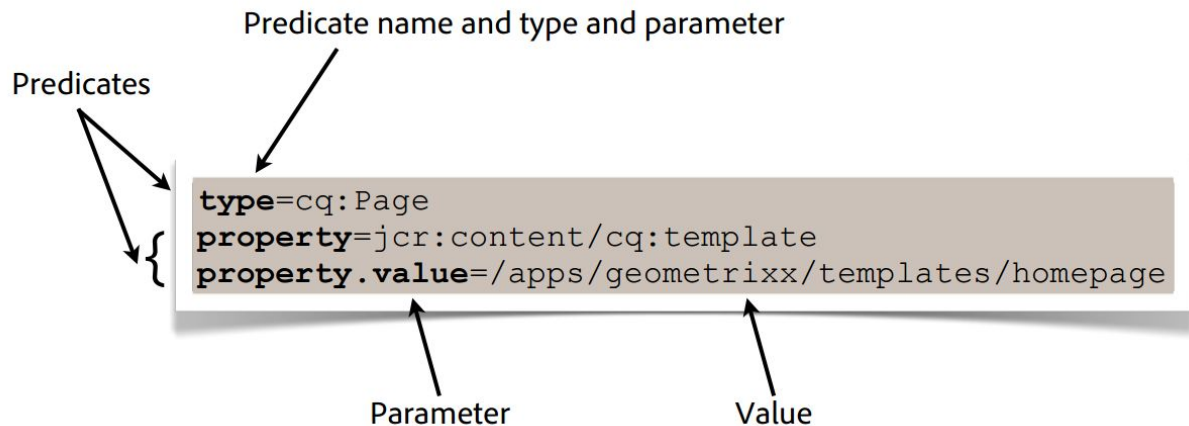 Predicate name and type and parameter
Predicates
type=cq:Page
{ property=jcr:content/cq:template
property.value=/apps/geometrixx/templates/homepage
Parameter Value